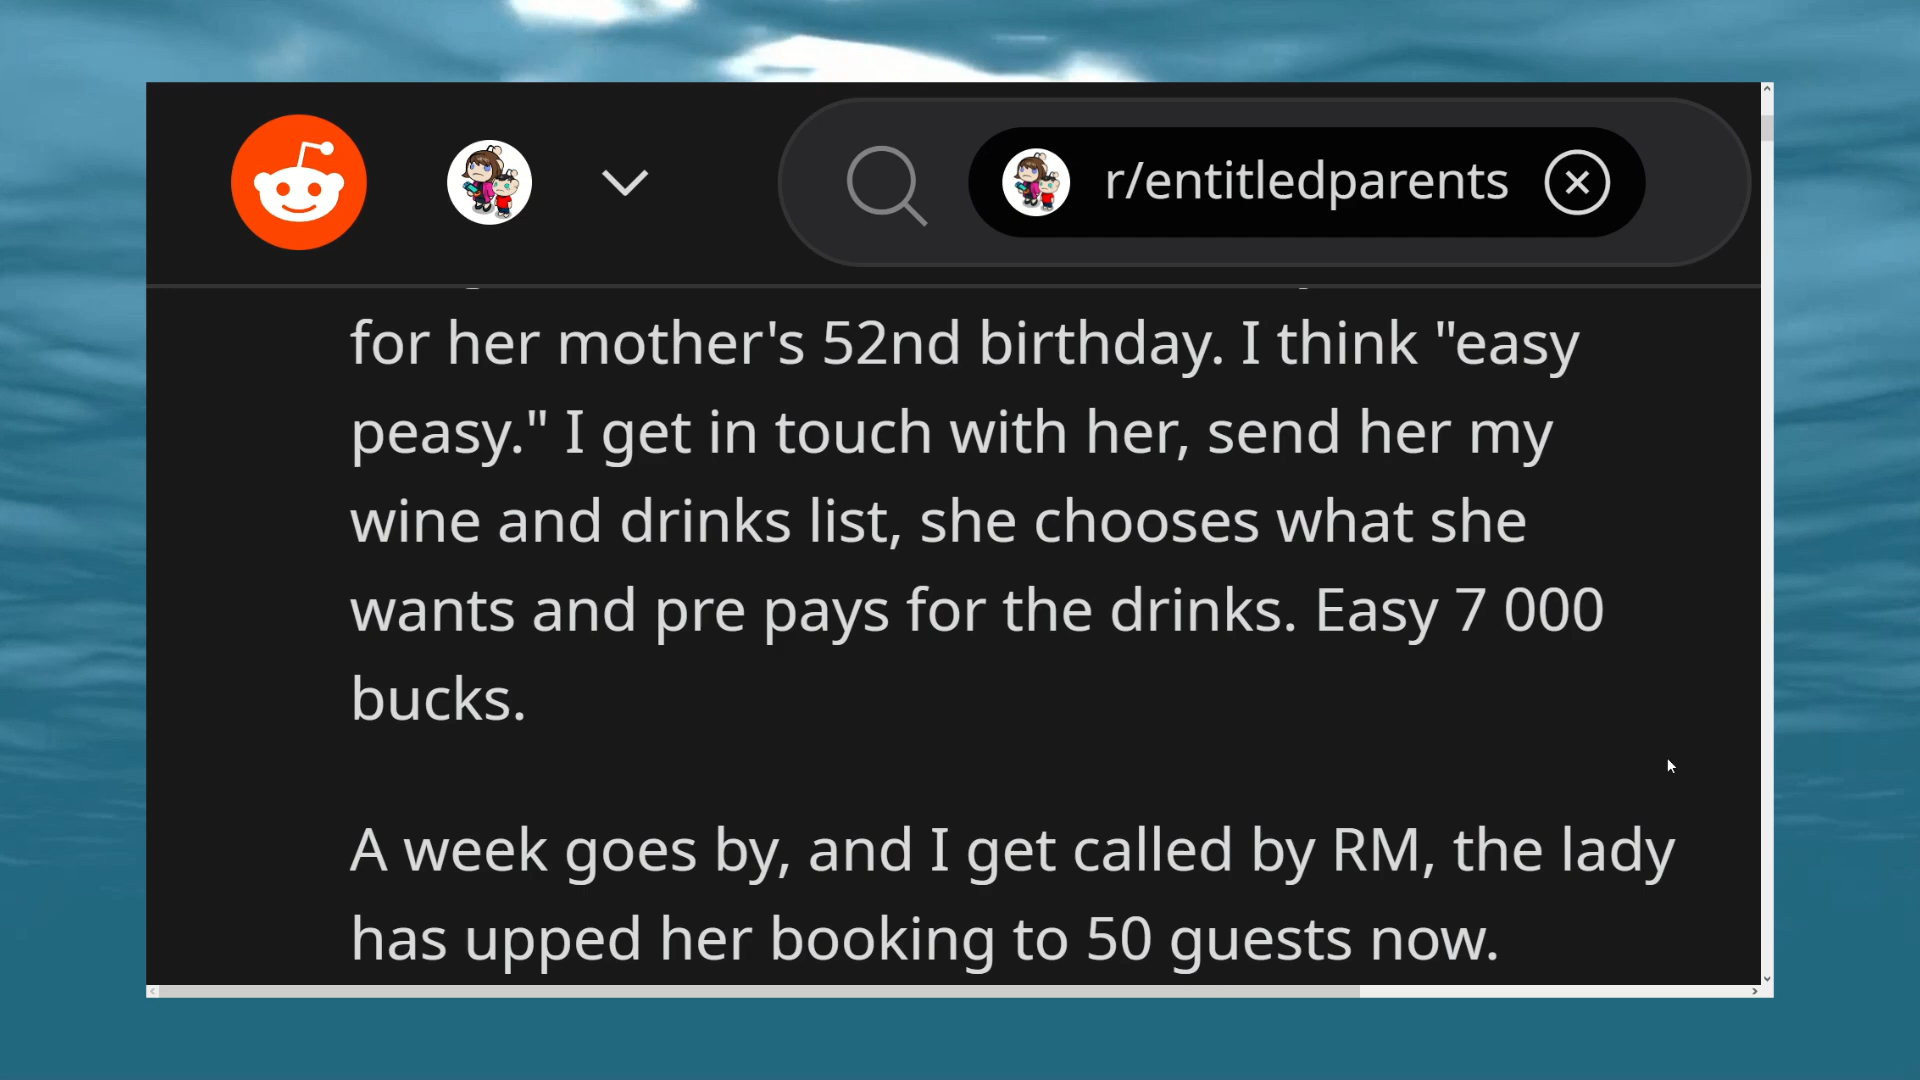 r/entitledparents
for her mother's 52nd birthday. I think "easy
peasy." I get in touch with her, send her my
wine and drinks list, she chooses what she
wants and pre pays for the drinks. Easy 7 000
bucks.
A week goes by, and I get called by RM, the lady
has upped her booking to 50 guests now.